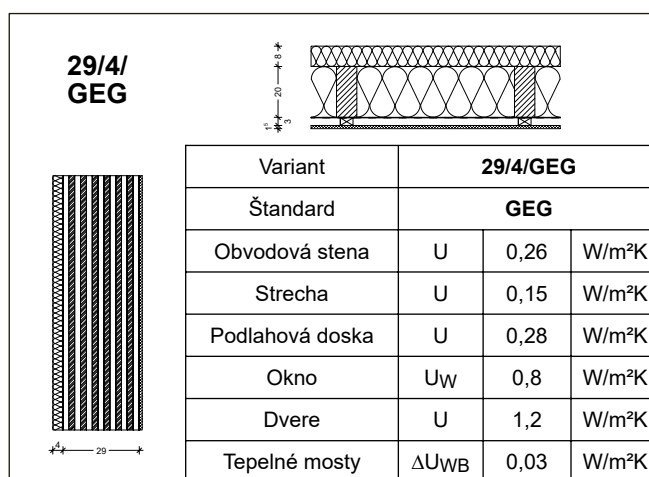 29/4/
GEG
8
20
3
1⁵
Variant 29/4/GEG
Štandard GEG
Obvodová stena U 0,26 W/m²K
Strecha U 0,15 W/m²K
Podlahová doska U 0,28 W/m²K
Okno UW 0,8 W/m²K
Dvere U 1,2 W/m²K
Tepelné mosty ΔUWB 0,03 W/m²K
4 29